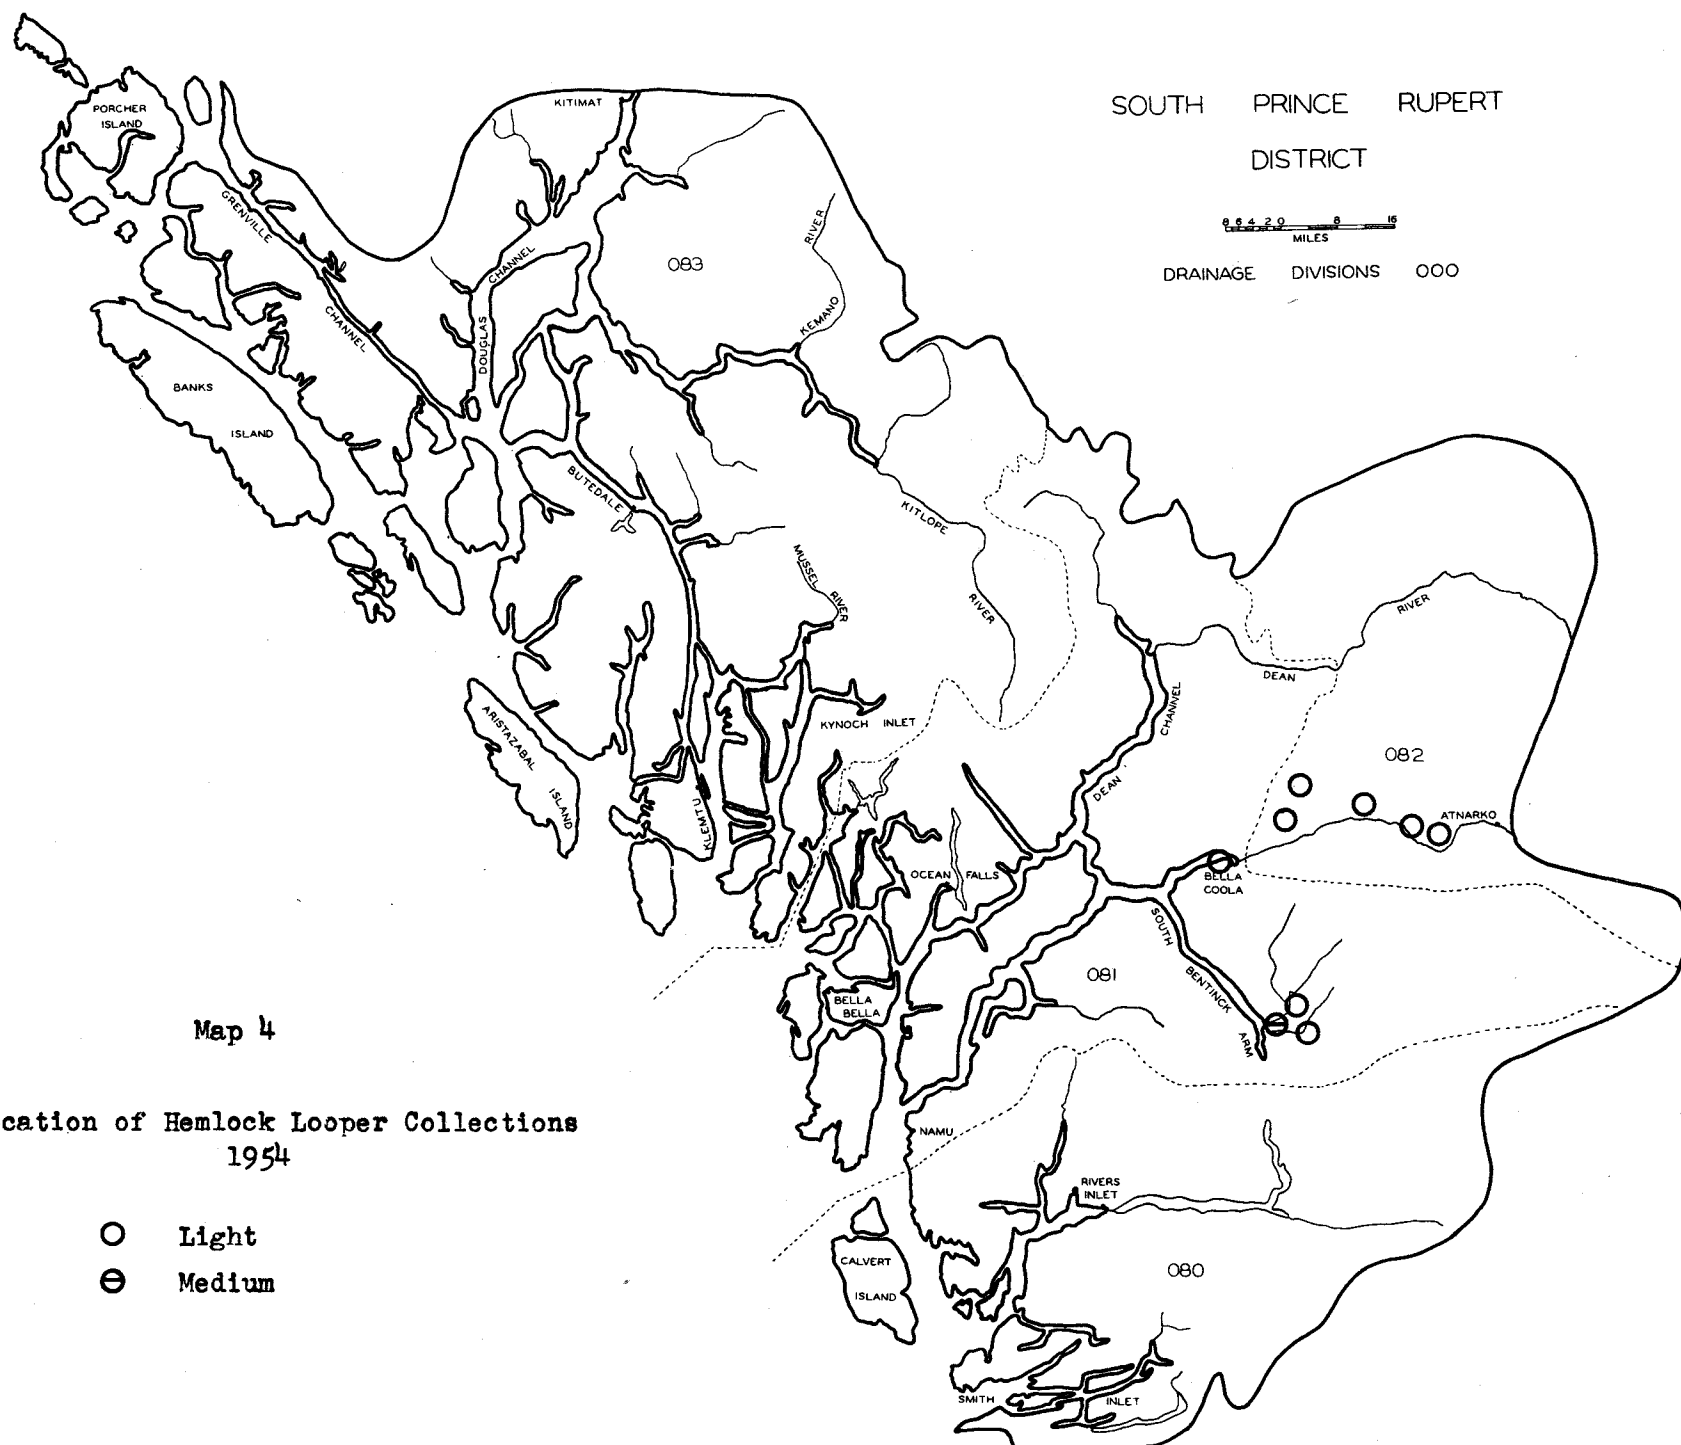 SOUTH PRINCE RUPERT
DISTRICT
8 6 4 2 0 8 16
MILES
DRAINAGE DIVISIONS 000
PORCHER
ISLAND
KITIMAT
GRENVILLE
CHANNEL
DOUGLAS
CHANNEL
083
RIVER
KEMANO
BANKS
ISLAND
BUTEDALE
KITLOPE
RIVER
MUSSEL
RIVER
RIVER
DEAN
KYNOCH INLET
CHANNEL
DEAN
ARISTAZABAL
ISLAND
KLEMTU
082
ATNARKO
OCEAN FALLS
BELLA
COOLA
SOUTH
BENTINCK
ARM
081
BELLA
BELLA
Map 4
cation of Hemlock Looper Collections
1954
Light
Medium
NAMU
RIVERS
INLET
CALVERT
ISLAND
080
SMITH
INLET